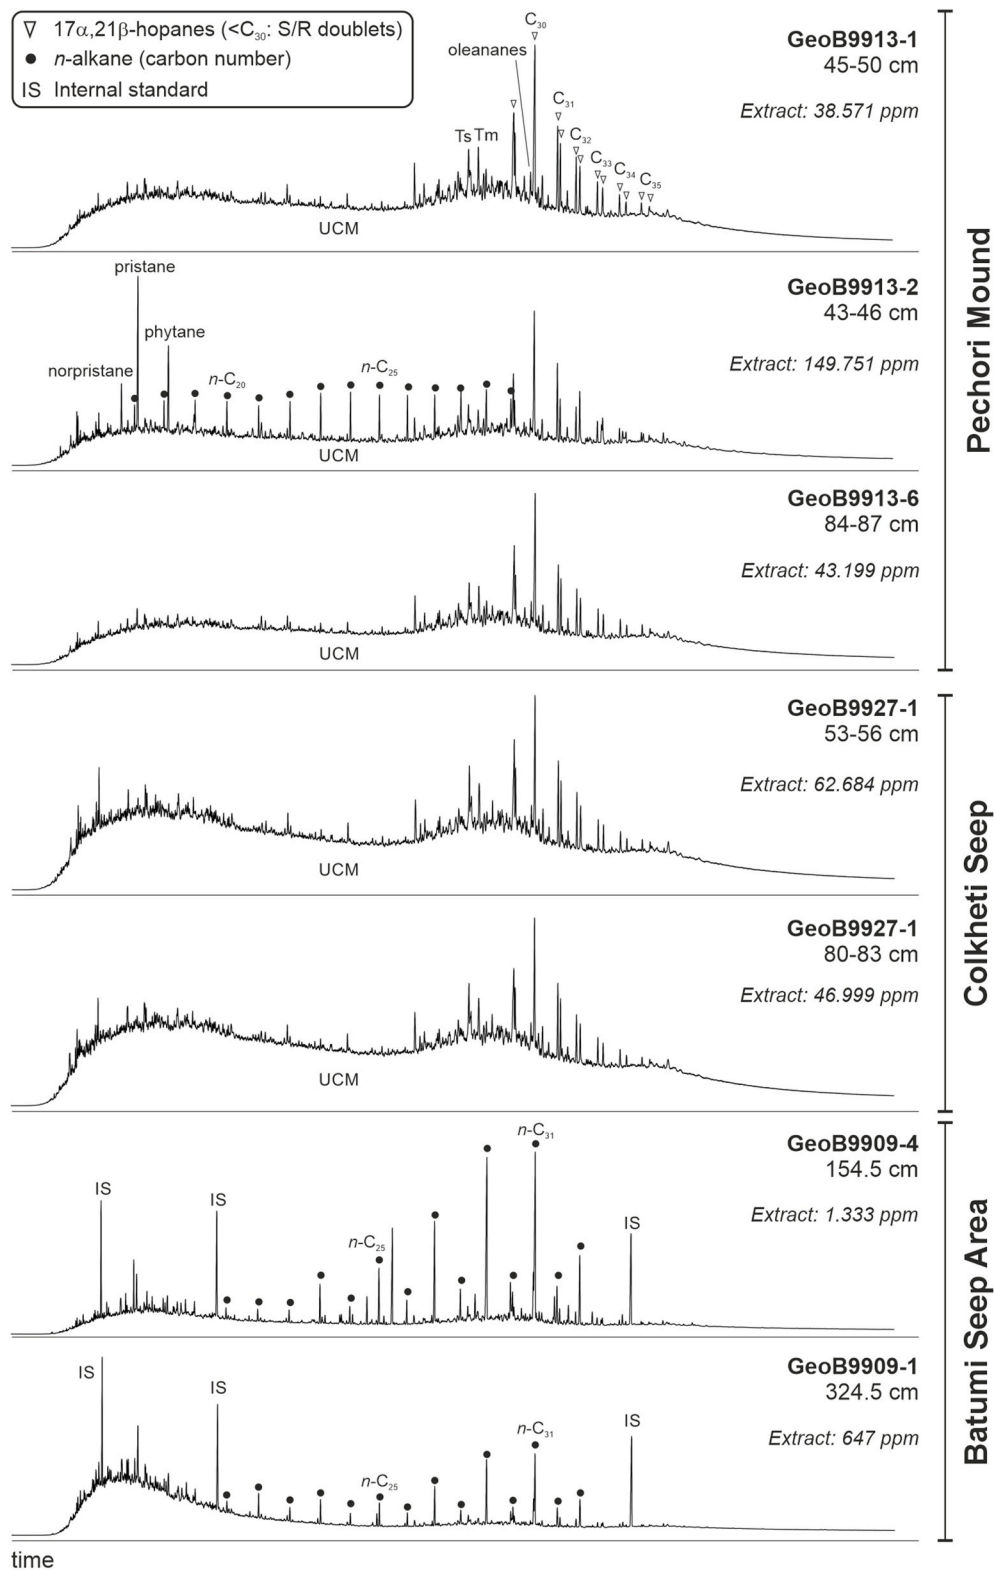 17α,21β-hopanes (<C30: S/R doublets)
n-alkane (carbon number)
IS Internal standard
C30
oleananes
GeoB9913-1
45-50 cm
Extract: 38.571 ppm
C31
Ts Tm
C32
C33
C34
C35
UCM
pristane
GeoB9913-2
43-46 cm
phytane
norpristane
n-C20
n-C25
Extract: 149.751 ppm
UCM
Pechori Mound
GeoB9913-6
84-87 cm
Extract: 43.199 ppm
UCM
GeoB9927-1
53-56 cm
Extract: 62.684 ppm
UCM
Colkheti Seep
GeoB9927-1
80-83 cm
Extract: 46.999 ppm
UCM
n-C31
GeoB9909-4
154.5 cm
IS
IS
Extract: 1.333 ppm
IS
n-C25
Batumi Seep Area
GeoB9909-1
324.5 cm
IS
IS
n-C31
IS
Extract: 647 ppm
n-C25
time